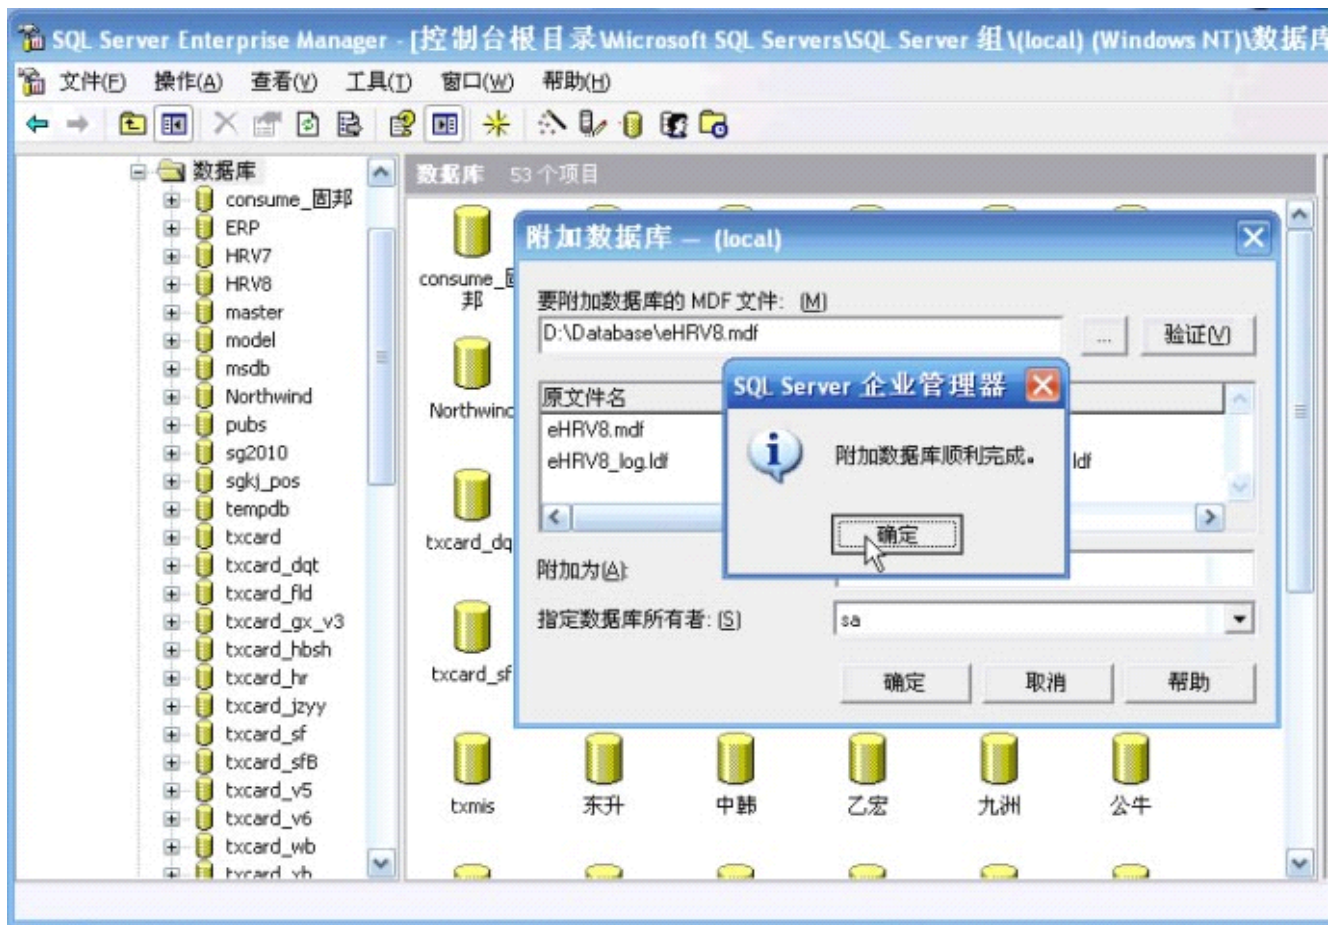 SQL Server Enterprise Manager - [控制台根目录\Microsoft SQL Servers\SQL Server 组\(local) (Windows NT)\数据库
文件(F) 操作(A) 查看(V) 工具(T) 窗口(W) 帮助(H)
数据库
consume_固邦
ERP
HRV7
HRV8
master
model
msdb
Northwind
pubs
sg2010
sgkj_pos
tempdb
txcard
txcard_dqt
txcard_fld
txcard_gx_v3
txcard_hbsh
txcard_hr
txcard_jzyy
txcard_sf
txcard_sfB
txcard_v5
txcard_v6
txcard_wb
txcard_yh
数据库 53 个项目
consume_固
邦
Northwind
txcard_dq
txcard_sf
txmis 东升 中韩 乙宏 九洲 公牛
附加数据库 — (local)
要附加数据库的 MDF 文件: (M)
D:\Database\eHRV8.mdf ... 验证(V)
原文件名
eHRV8.mdf
eHRV8_log.ldf ldf
附加为(A):
指定数据库所有者: (S) sa
确定 取消 帮助
SQL Server 企业管理器
附加数据库顺利完成。
确定